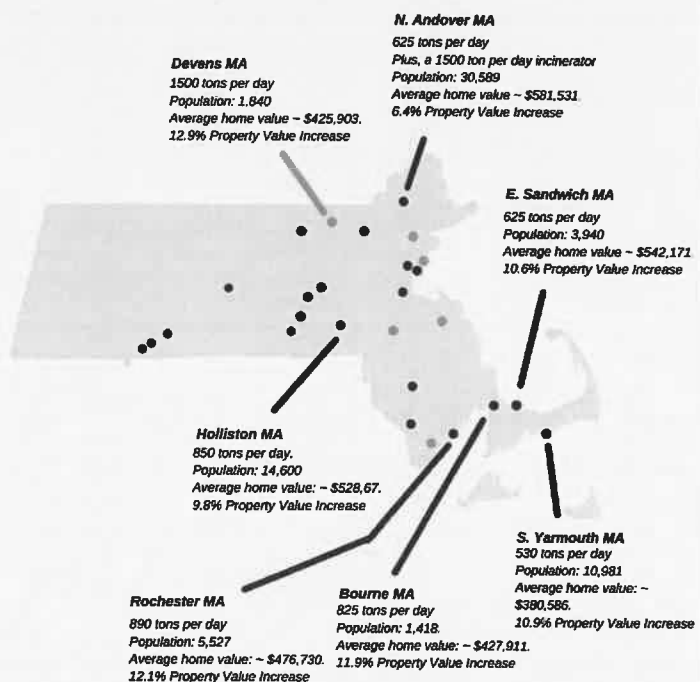 N. Andover MA
625 tons per day
Plus, a 1500 ton per day incinerator
Population: 30,589
Average home value ~ $581,531.
6.4% Property Value Increase
Devens MA
1500 tons per day
Population: 1,840
Average home value ~ $425,903.
12.9% Property Value Increase
E. Sandwich MA
625 tons per day
Population: 3,940
Average home value ~ $542,171
10.6% Property Value Increase
Holliston MA
850 tons per day.
Population: 14,600
Average home value: ~ $528,67.
9.8% Property Value Increase
S. Yarmouth MA
530 tons per day
Population: 10,981
Average home value: ~
$380,586.
10.9% Property Value Increase
Rochester MA
890 tons per day
Population: 5,527
Average home value: ~ $476,730.
12.1% Property Value Increase
Bourne MA
825 tons per day
Population: 1,418.
Average home value: ~ $427,911.
11.9% Property Value Increase